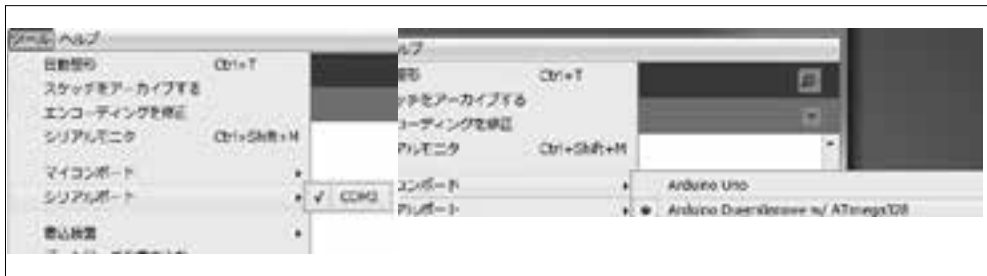 ツール ヘルプ
自動整形 Ctrl+T
スケッチをアーカイブする
エンコーディングを修正
シリアルモニタ Ctrl+Shift+M
マイコンボード
シリアルポート
✓ COM3
書込装置
ルプ
整形 Ctrl+T
ッチをアーカイブする
コーディングを修正
アルモニタ Ctrl+Shift+M
コンボード
アルポート
Arduino Uno
Arduino Duemilanove w/ ATmega328